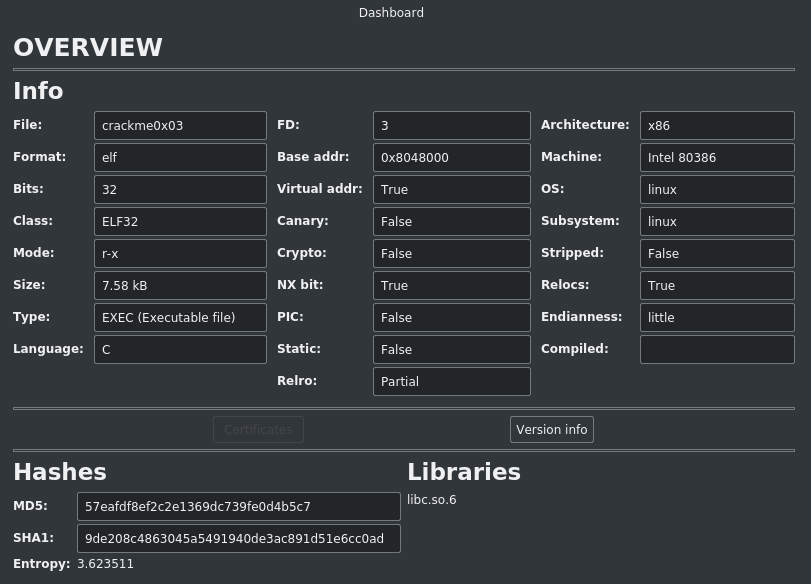 Dashboard
OVERVIEW
Info
File: crackme0x03 FD: 3 Architecture: x86
Format: elf Base addr: 0x8048000 Machine: Intel 80386
Bits: 32 Virtual addr: True OS: linux
Class: ELF32 Canary: False Subsystem: linux
Mode: r-x Crypto: False Stripped: False
Size: 7.58 kB NX bit: True Relocs: True
Type: EXEC (Executable file) PIC: False Endianness: little
Language: C Static: False Compiled:
Relro: Partial
Certificates Version info
Hashes Libraries
MD5: 57eafdf8ef2c2e1369dc739fe0d4b5c7 libc.so.6
SHA1: 9de208c4863045a5491940de3ac891d51e6cc0ad
Entropy: 3.623511